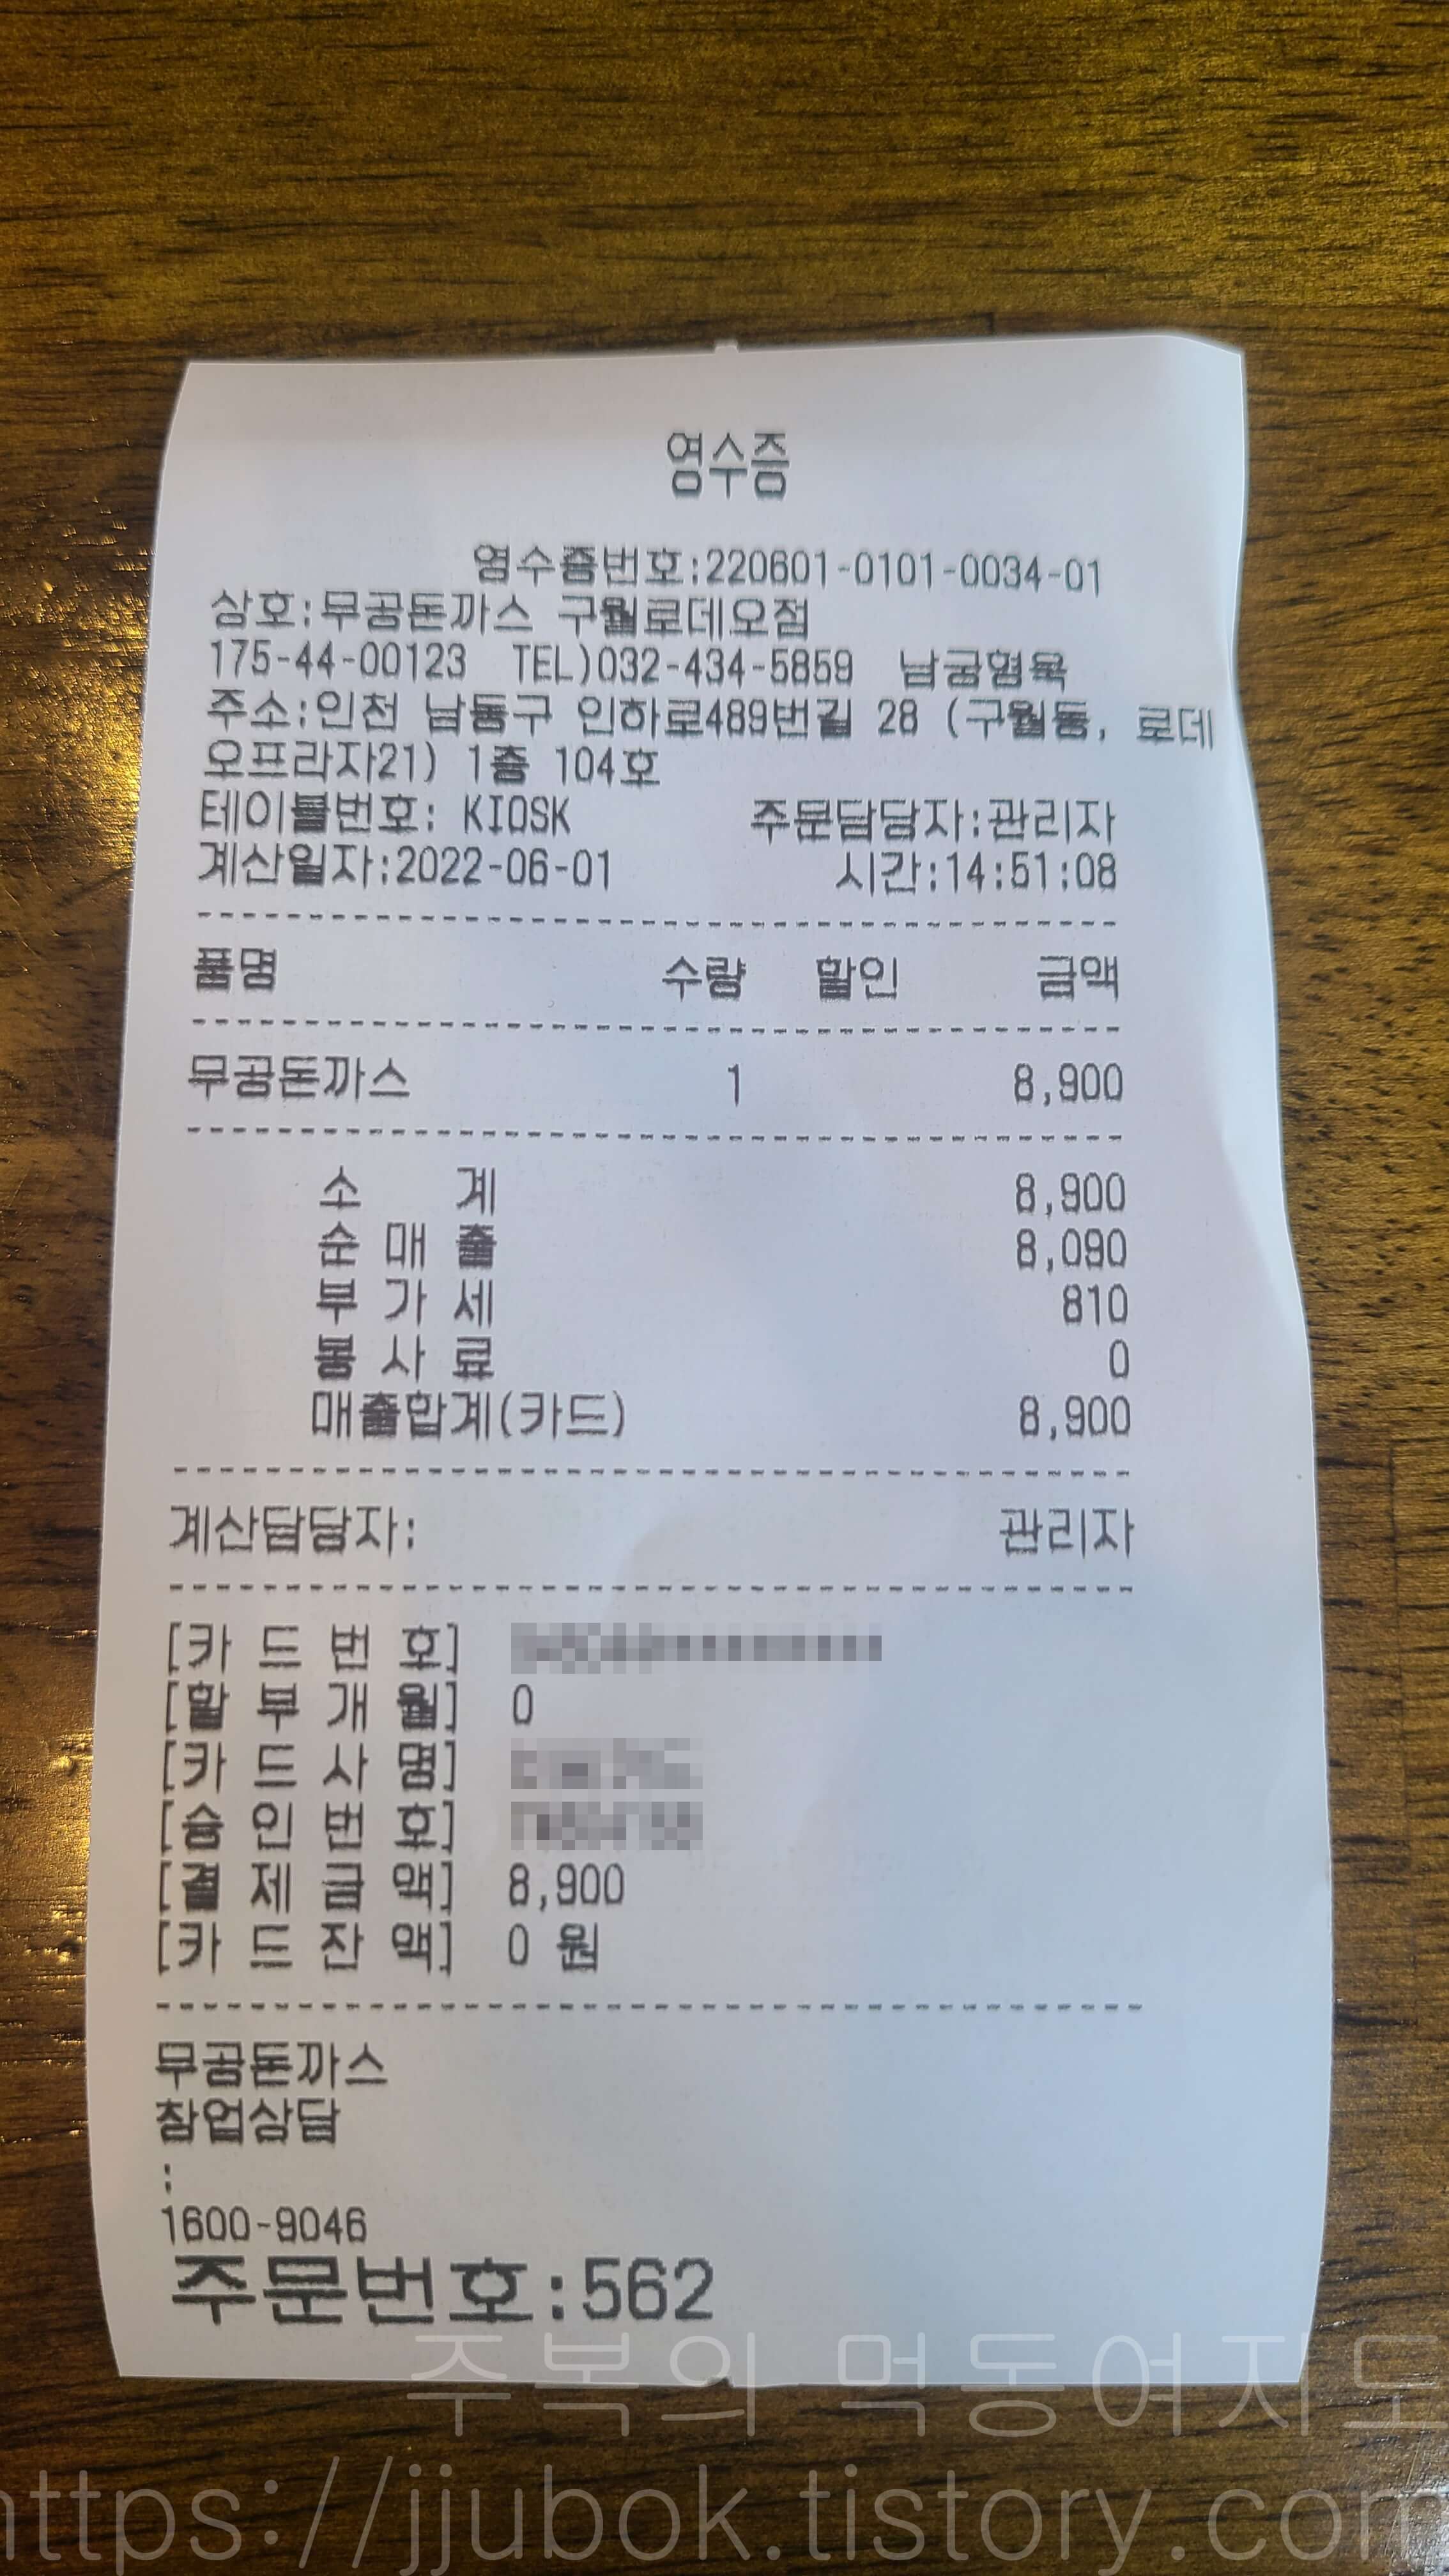 영수증
영수증번호:220601-0101-0034-01
상호:무공돈까스 구월로데오점
175-44-00123 TEL)032-434-5859 남궁형욱
주소:인천 남동구 인하로489번길 28 (구월동, 로데
오프라자21) 1층 104호
테이블번호: KIOSK 주문담당자:관리자
계산일자:2022-06-01 시간:14:51:08
품명 수량 할인 금액
무공돈까스 1 8,900
소 계 8,900
순 매 출 8,090
부 가 세 810
봉 사 료 0
매출합계(카드) 8,900
계산담당자: 관리자
[카 드 번 호]
[할 부 개 월] 0
[카 드 사 명]
[승 인 번 호]
[결 제 금 액] 8,900
[카 드 잔 액] 0 원
무공돈까스
창업상담
:
1600-9046
주문번호:562
주복의 먹동여지도
https://jjubok.tistory.com